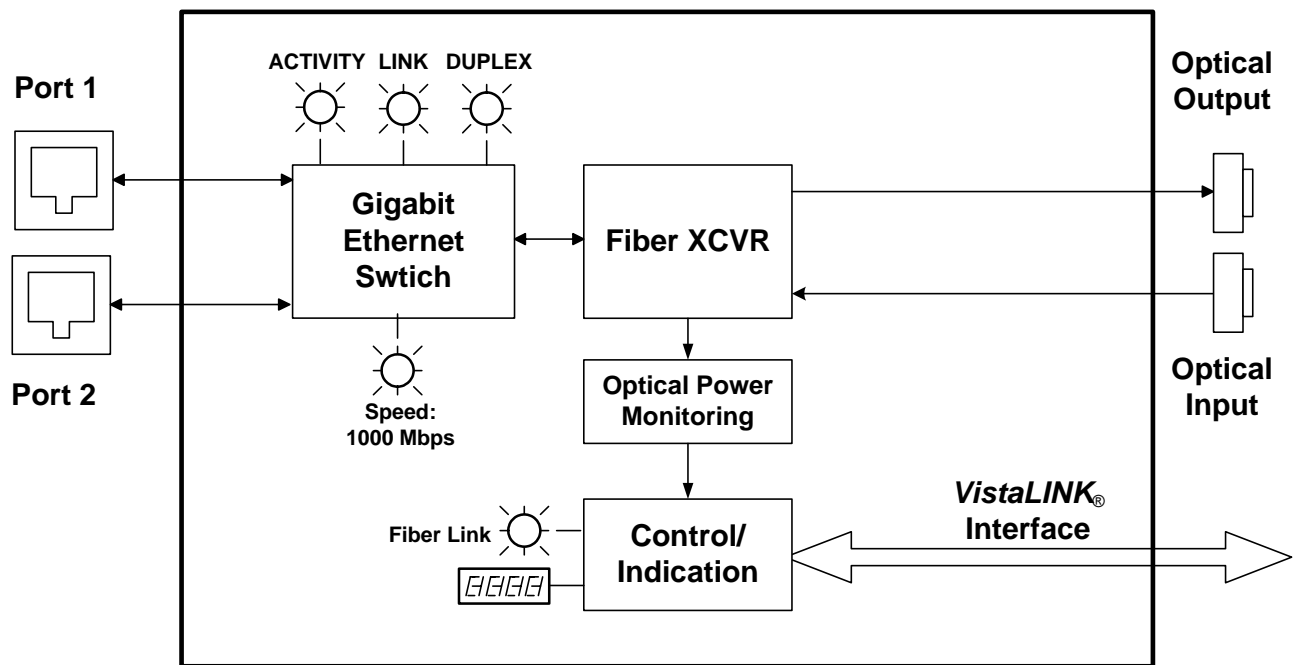 ACTIVITY LINK DUPLEX
Port 1
Optical
Output
Gigabit
Ethernet
Swtich
Fiber XCVR
Port 2
Speed:
1000 Mbps
Optical Power
Monitoring
Optical
Input
VistaLINK®
Interface
Fiber Link
Control/
Indication
8888